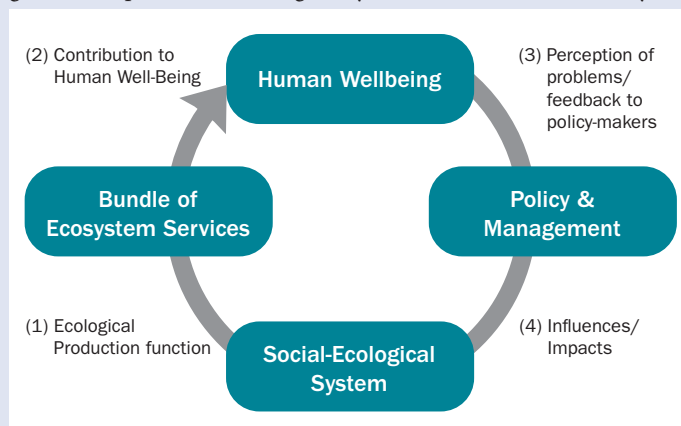 (2) Contribution to
Human Well-Being
Human Wellbeing
(3) Perception of
problems/
feedback to
policy-makers
Bundle of
Ecosystem Services
Policy &
Management
(1) Ecological
Production function
Social-Ecological
System
(4) Influences/
Impacts